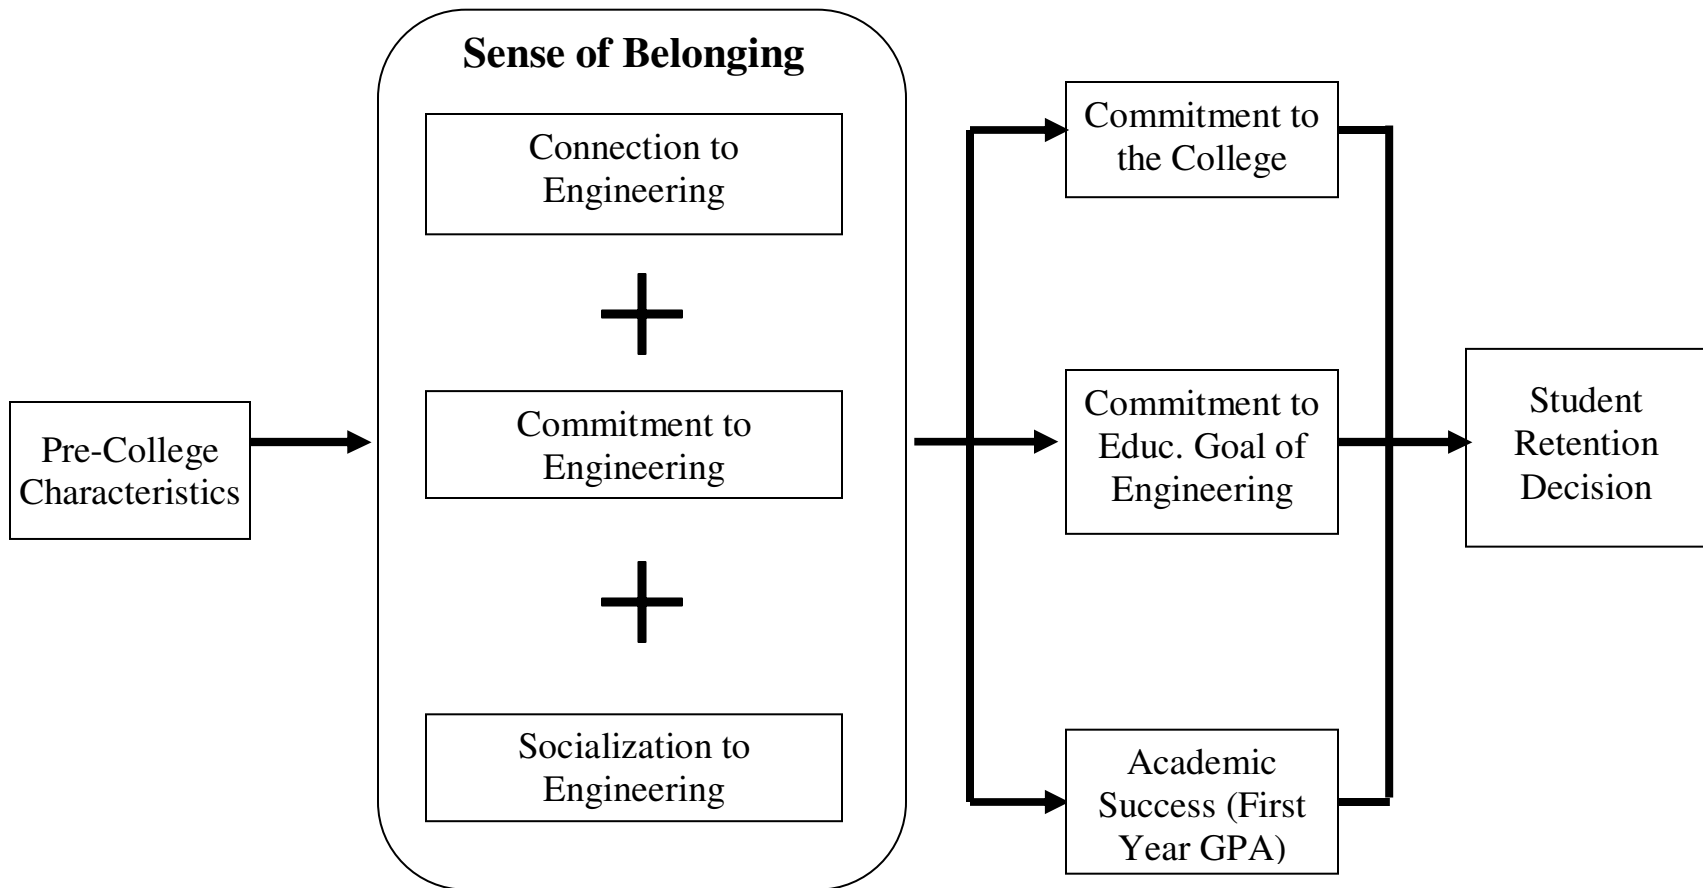 Sense of Belonging
Connection to
Engineering
Commitment to
Engineering
Socialization to
Engineering
Pre-College
Characteristics
Commitment to
the College
Commitment to
Educ. Goal of
Engineering
Academic
Success (First
Year GPA)
Student
Retention
Decision